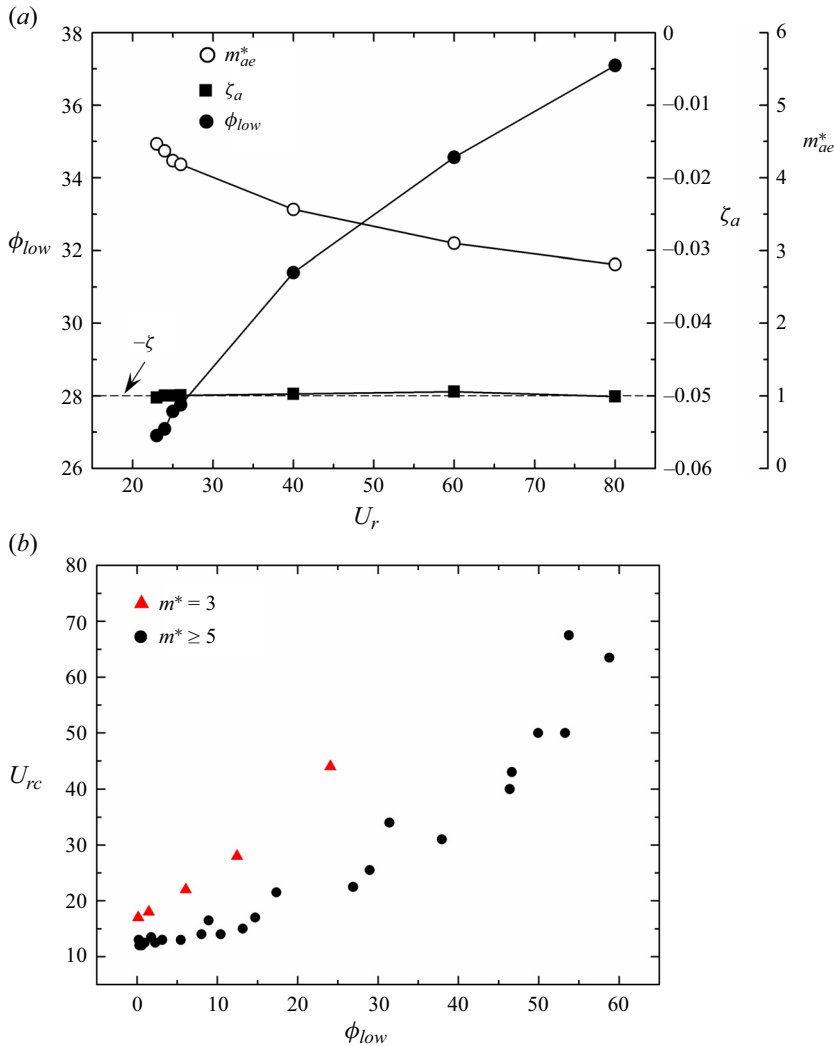 (a)
38
36
34
32
30
28
26
ϕlow
m*ae
ζa
ϕlow
−ζ
0
–0.01
–0.02
–0.03
–0.04
–0.05
–0.06
ζa
6
5
4
3
2
1
0
m*ae
20 30 40 50 60 70 80
Ur
(b)
80
70
60
50
40
30
20
10
Urc
m* = 3
m* ≥ 5
0 10 20 30 40 50 60
ϕlow